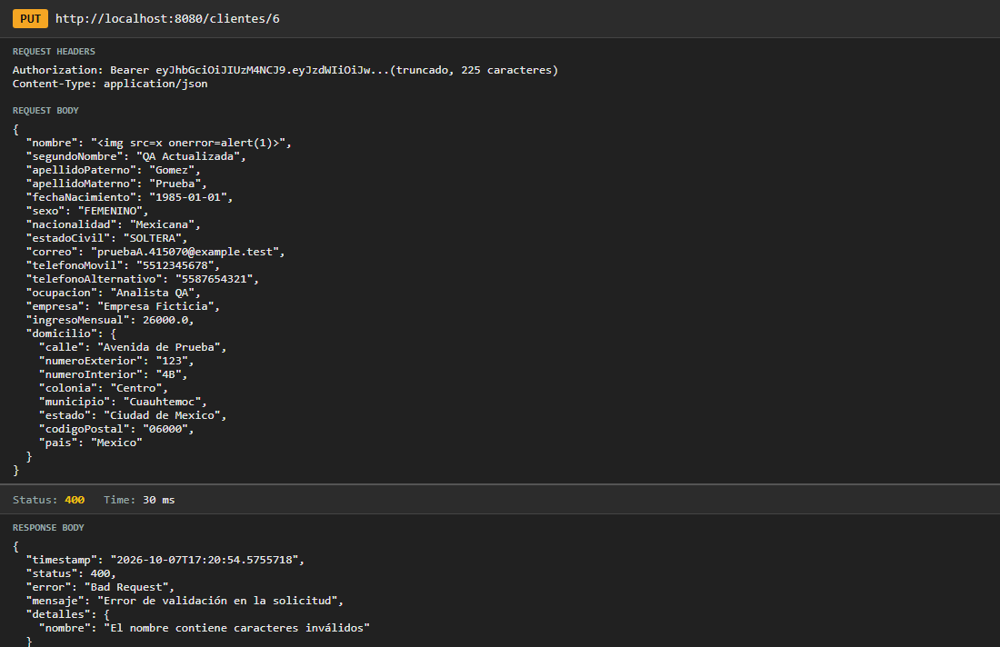 PUT http://localhost:8080/clientes/6
REQUEST HEADERS
Authorization: Bearer eyJhbGciOiJIUzM4NCJ9.eyJzdWIiOiJw...(truncado, 225 caracteres)
Content-Type: application/json
REQUEST BODY
{
  "nombre": "<img src=x onerror=alert(1)>",
  "segundoNombre": "QA Actualizada",
  "apellidoPaterno": "Gomez",
  "apellidoMaterno": "Prueba",
  "fechaNacimiento": "1985-01-01",
  "sexo": "FEMENINO",
  "nacionalidad": "Mexicana",
  "estadoCivil": "SOLTERA",
  "correo": "pruebaA.415070@example.test",
  "telefonoMovil": "5512345678",
  "telefonoAlternativo": "5587654321",
  "ocupacion": "Analista QA",
  "empresa": "Empresa Ficticia",
  "ingresoMensual": 26000.0,
  "domicilio": {
    "calle": "Avenida de Prueba",
    "numeroExterior": "123",
    "numeroInterior": "4B",
    "colonia": "Centro",
    "municipio": "Cuauhtemoc",
    "estado": "Ciudad de Mexico",
    "codigoPostal": "06000",
    "pais": "Mexico"
  }
}
Status: 400 Time: 30 ms
RESPONSE BODY
{
  "timestamp": "2026-10-07T17:20:54.5755718",
  "status": 400,
  "error": "Bad Request",
  "mensaje": "Error de validación en la solicitud",
  "detalles": {
    "nombre": "El nombre contiene caracteres inválidos"
  }